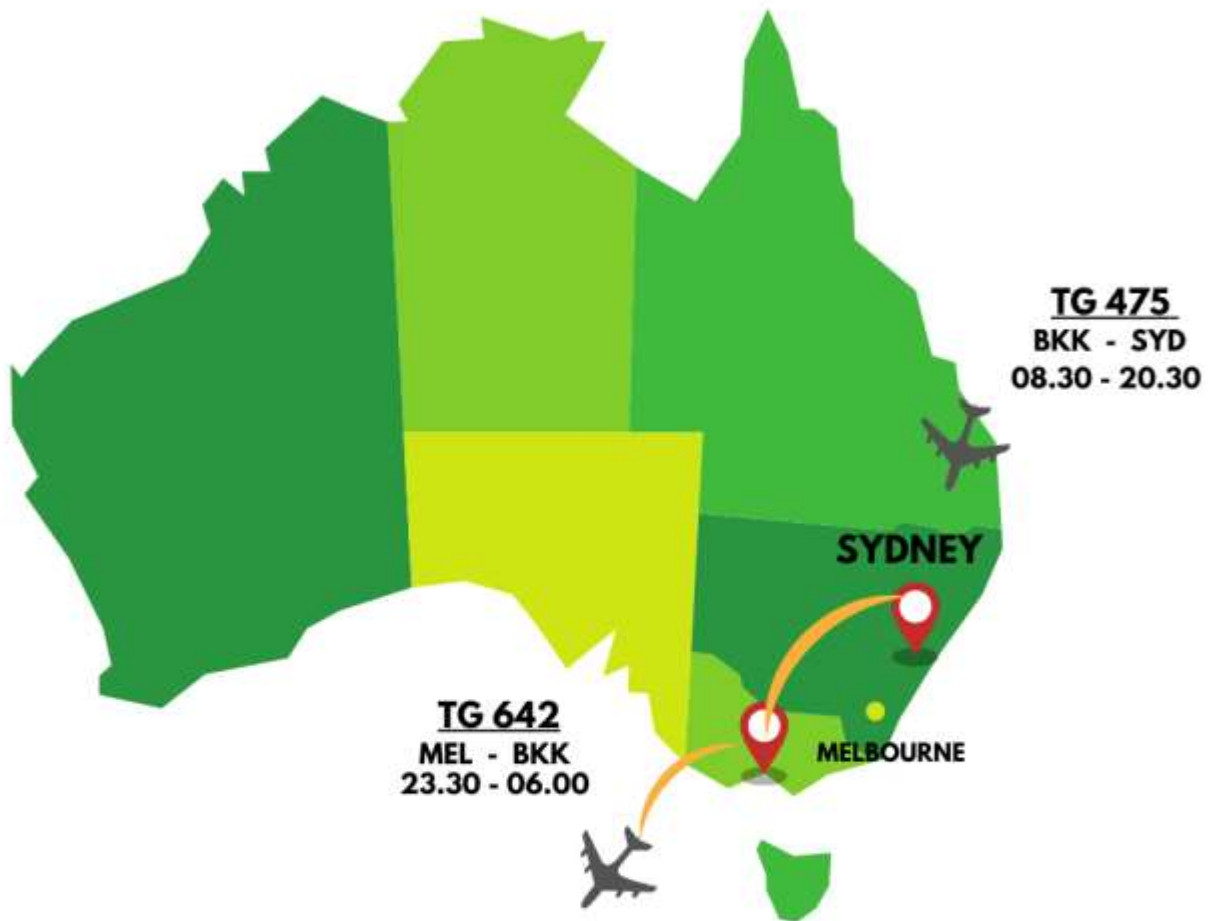 TG 475
BKK - SYD
08.30 - 20.30
SYDNEY
TG 642
MEL - BKK
23.30 - 06.00
MELBOURNE